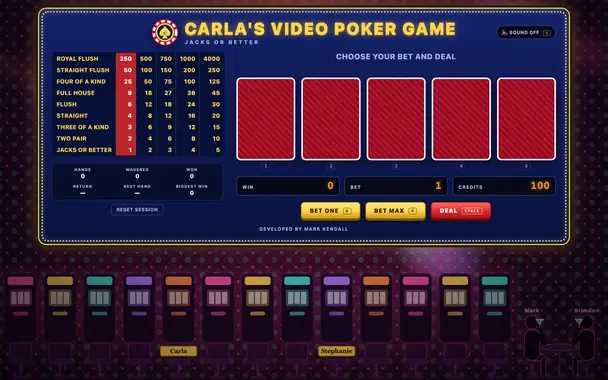 CARLA'S VIDEO POKER GAME
JACKS OR BETTER
SOUND OFF
CHOOSE YOUR BET AND DEAL
ROYAL FLUSH 250 500 750 1000 4000
STRAIGHT FLUSH 50 100 150 200 250
FOUR OF A KIND 25 50 75 100 125
FULL HOUSE 9 18 27 36 45
FLUSH 6 12 18 24 30
STRAIGHT 4 8 12 16 20
THREE OF A KIND 3 6 9 12 15
TWO PAIR 2 4 6 8 10
JACKS OR BETTER 1 2 3 4 5
1 2 3 4 5
HANDS WAGERED WON
0 0 0
RETURN BEST HAND BIGGEST WIN
— — 0
RESET SESSION
WIN 0 BET 1 CREDITS 100
BET ONE BET MAX DEAL SPACE
DEVELOPED BY MARK KENDALL
Mark Brendon
Carla Stephanie